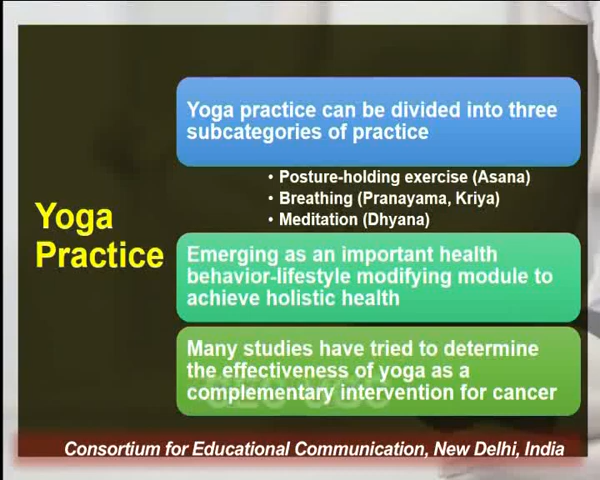 Yoga practice can be divided into three
subcategories of practice
• Posture-holding exercise (Asana)
• Breathing (Pranayama, Kriya)
• Meditation (Dhyana)
Yoga
Practice
Emerging as an important health
behavior-lifestyle modifying module to
achieve holistic health
Many studies have tried to determine
the effectiveness of yoga as a
complementary intervention for cancer
Consortium for Educational Communication, New Delhi, India